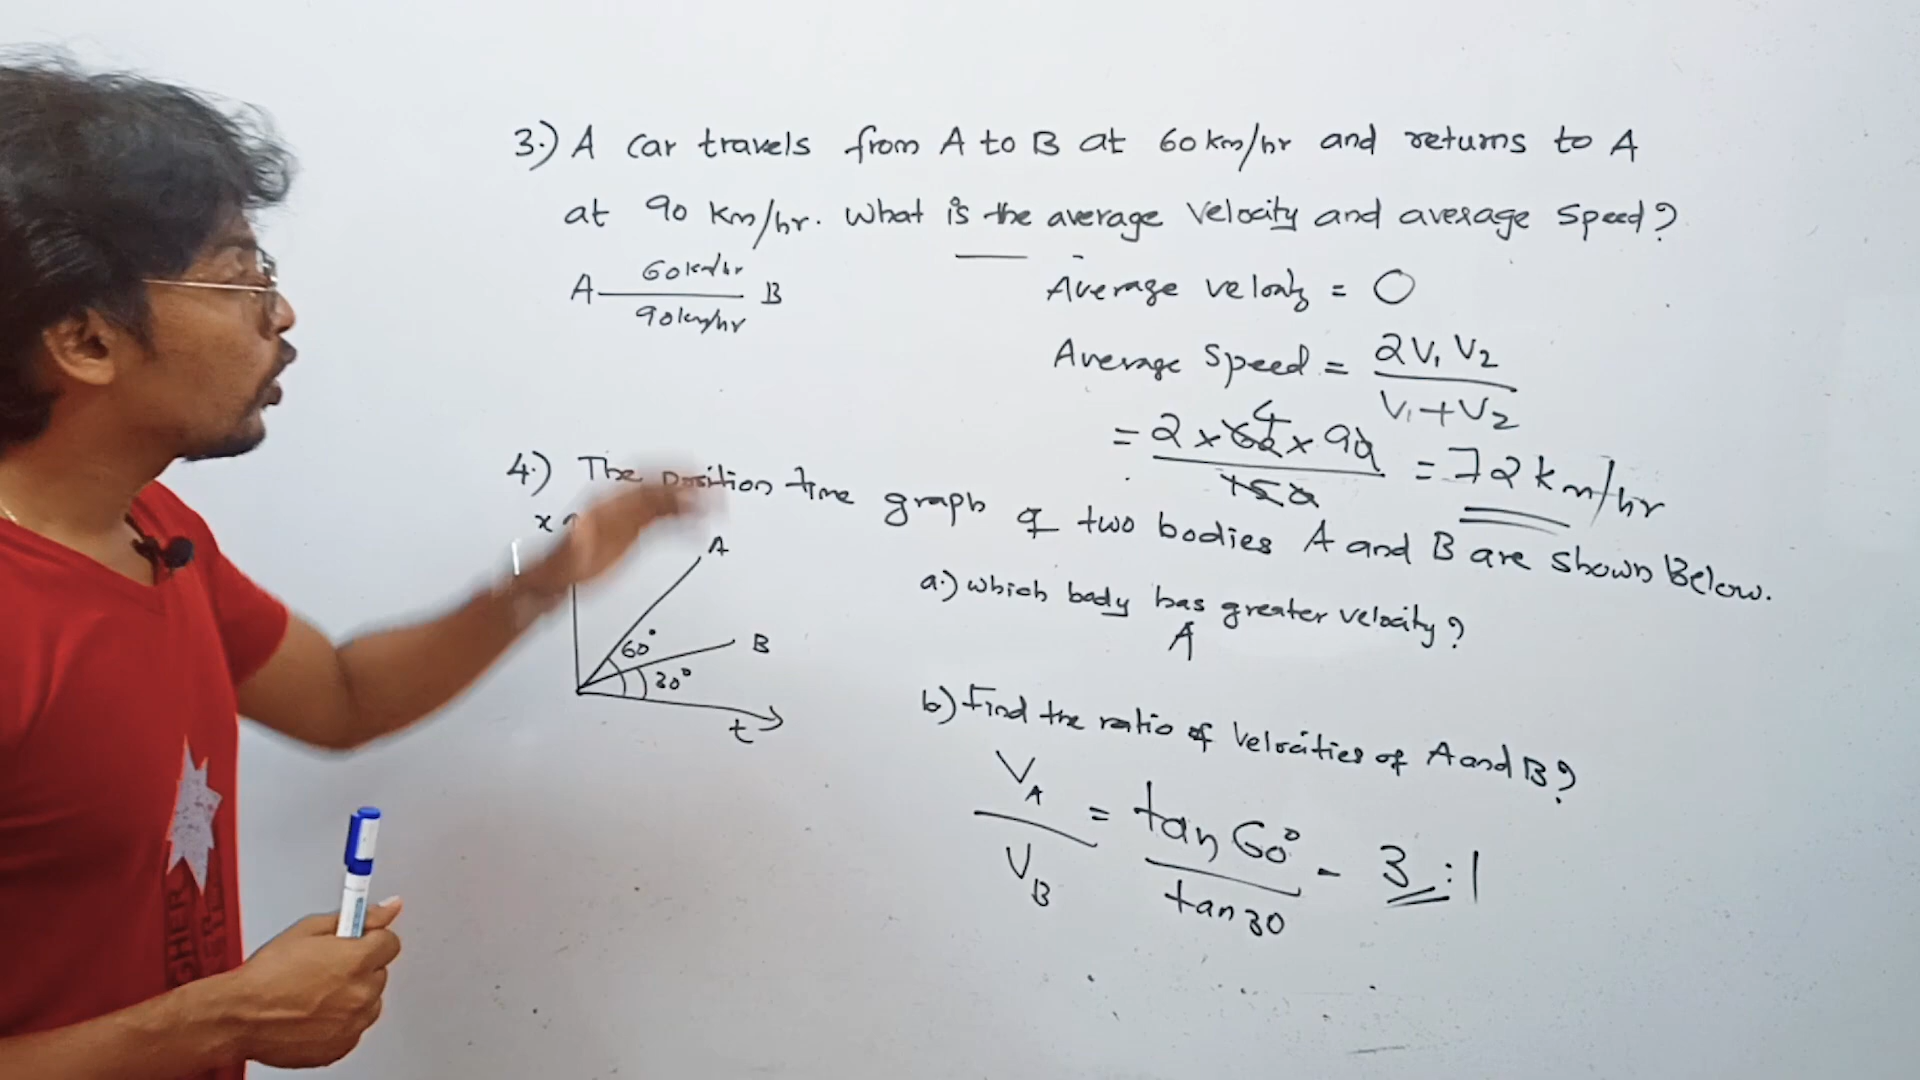 3.) A car travels from A to B at 60 km/hr and returns to A
at 90 km/hr. What is the average velocity and average speed?
A 60km/hr B
90km/hr
Average velocity = 0
Average speed = 2V₁V₂
V₁+V₂
= 2 x 60 4 x 90 = 72 km/hr
150
4.) The position time graph of two bodies A and B are shown Below.
x
A
60°
B
30°
t
a.) which body has greater velocity?
A
b) Find the ratio of velocities of A and B?
V_A = tan 60° - 3 : 1
V_B tan 30